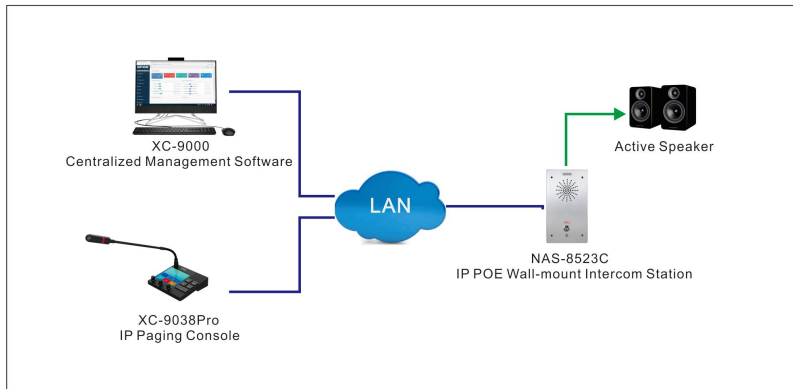 XC-9000
Centralized Management Software
LAN
Active Speaker
NAS-8523C
IP POE Wall-mount Intercom Station
XC-9038Pro
IP Paging Console